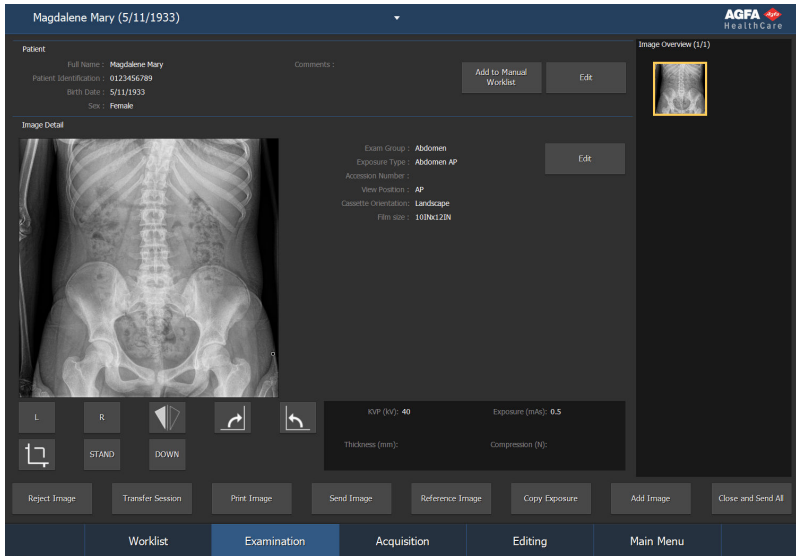 Magdalene Mary (5/11/1933)
AGFA
HealthCare
Patient
Full Name : Magdalene Mary
Patient Identification : 0123456789
Birth Date : 5/11/1933
Sex : Female
Comments :
Add to Manual
Worklist
Edit
Image Overview (1/1)
Image Detail
Exam Group : Abdomen
Exposure Type : Abdomen AP
Accession Number :
View Position : AP
Cassette Orientation: Landscape
Film size : 10INx12IN
Edit
L
R
STAND
DOWN
KVP (kV): 40
Exposure (mAs): 0.5
Thickness (mm):
Compression (N):
Reject Image
Transfer Session
Print Image
Send Image
Reference Image
Copy Exposure
Add Image
Close and Send All
Worklist
Examination
Acquisition
Editing
Main Menu